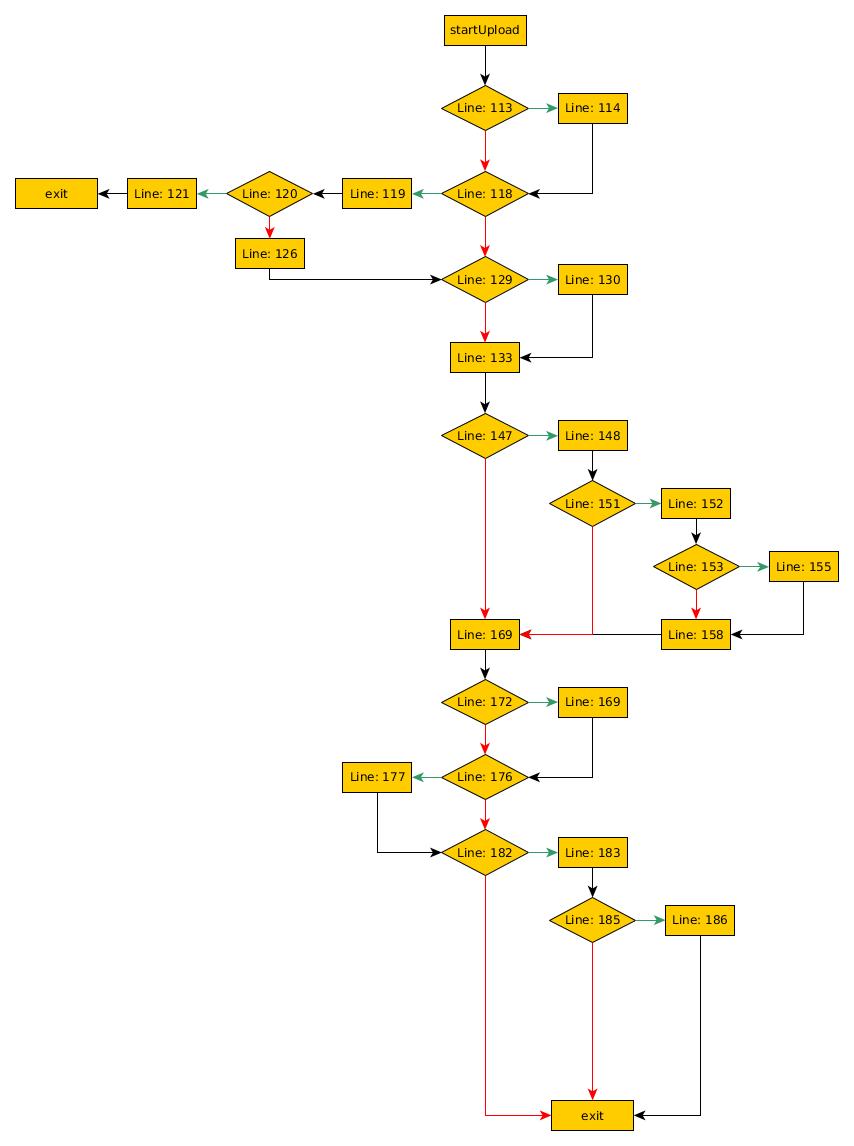 startUpload
Line: 113
Line: 114
exit
Line: 121
Line: 120
Line: 119
Line: 118
Line: 126
Line: 129
Line: 130
Line: 133
Line: 147
Line: 148
Line: 151
Line: 152
Line: 153
Line: 155
Line: 169
Line: 158
Line: 172
Line: 169
Line: 177
Line: 176
Line: 182
Line: 183
Line: 185
Line: 186
exit